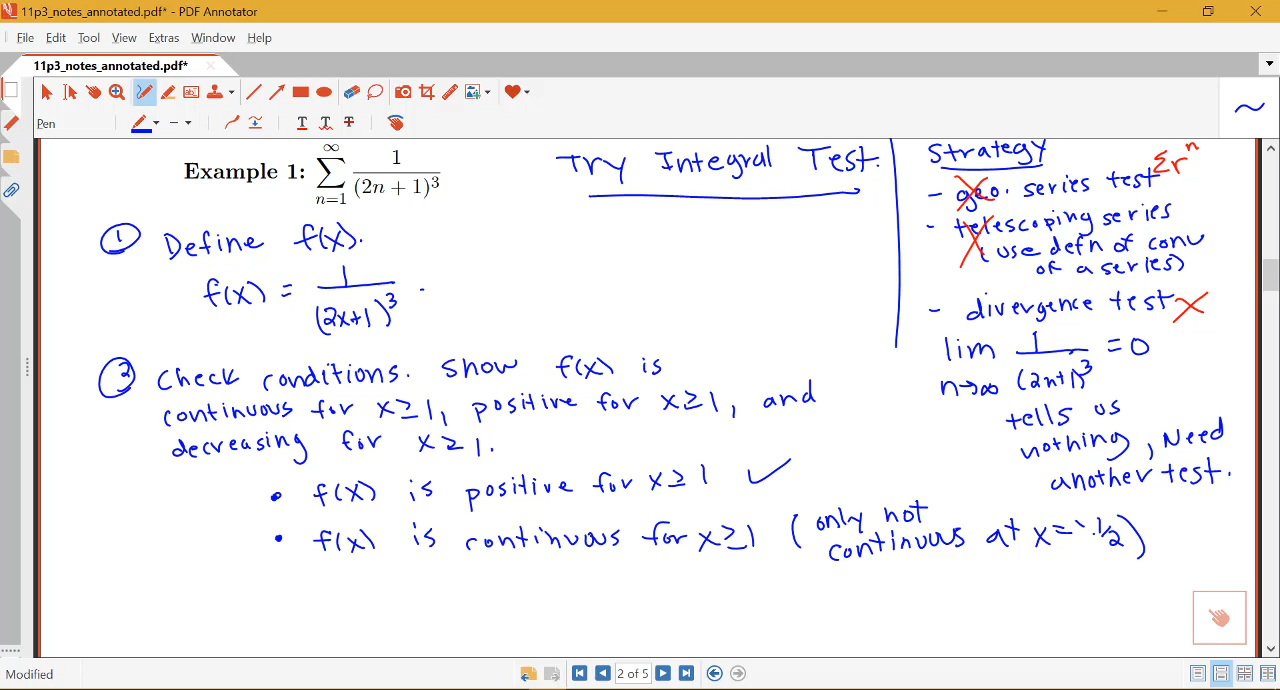 11p3_notes_annotated.pdf* - PDF Annotator
File Edit Tool View Extras Window Help
11p3_notes_annotated.pdf*
Pen
Example 1: ∑_{n=1}^{∞} 1/(2n + 1)^3
Try Integral Test.
① Define f(x).
f(x) = 1/(2x+1)^3 .
② Check conditions. Show f(x) is
continuous for x≥1, positive for x≥1, and
decreasing for x≥1.
• f(x) is positive for x≥1 ✓
• f(x) is continuous for x≥1 (only not
continuous at x=-1/2)
Strategy
- geo. series test Σr^n
- telescoping series
(use defn of conv
of a series)
- divergence test X
lim n→∞ 1/(2n+1)^3 = 0
tells us
nothing, Need
another test.
Modified
2 of 5